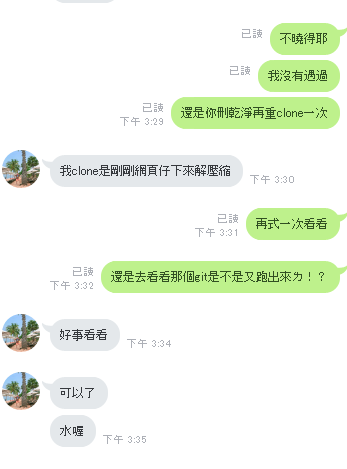 已讀
不曉得耶
已讀
我沒有遇過
已讀
下午 3:29
還是你刪乾淨再重clone一次
我clone是剛剛網頁仔下來解壓縮
下午 3:30
已讀
下午 3:31
再式一次看看
已讀
下午 3:32
還是去看看那個git是不是又跑出來ㄌ！？
好事看看
下午 3:34
可以了
水喔
下午 3:35